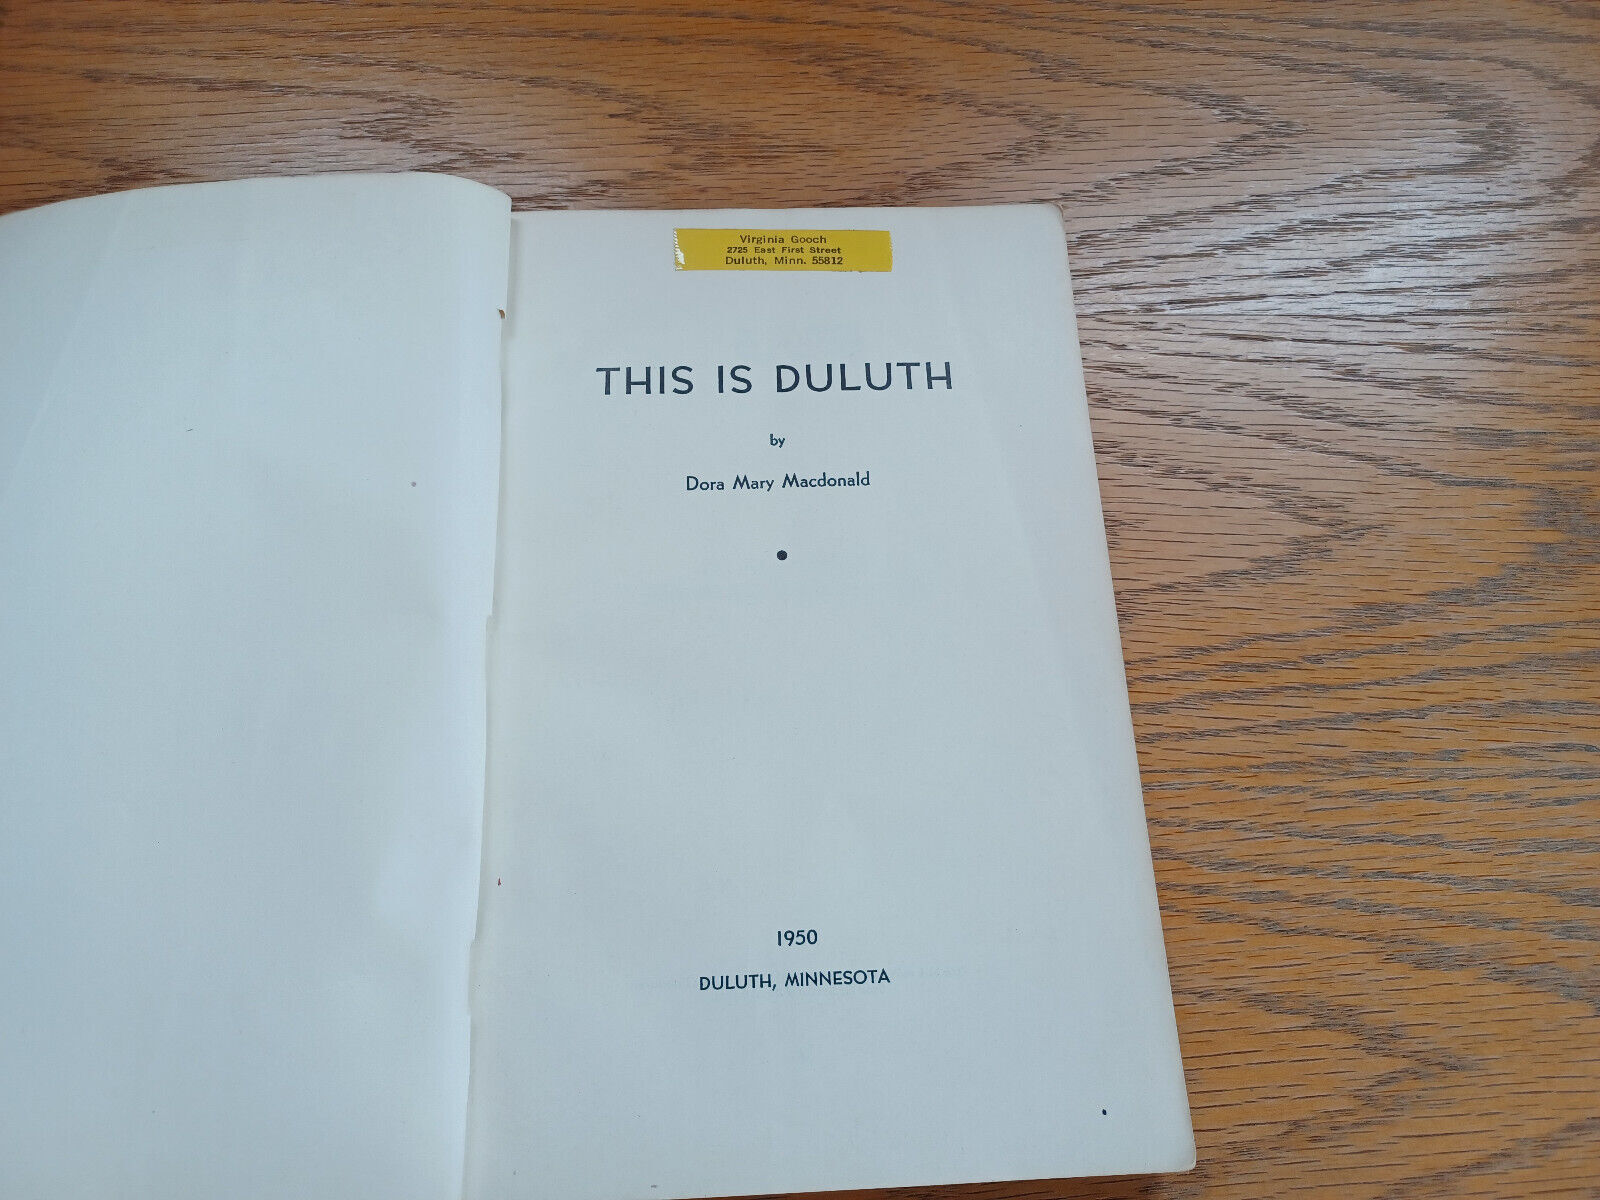 Virginia Gooch
2725 East First Street
Duluth, Minn. 55812
THIS IS DULUTH
by
Dora Mary Macdonald
1950
DULUTH, MINNESOTA